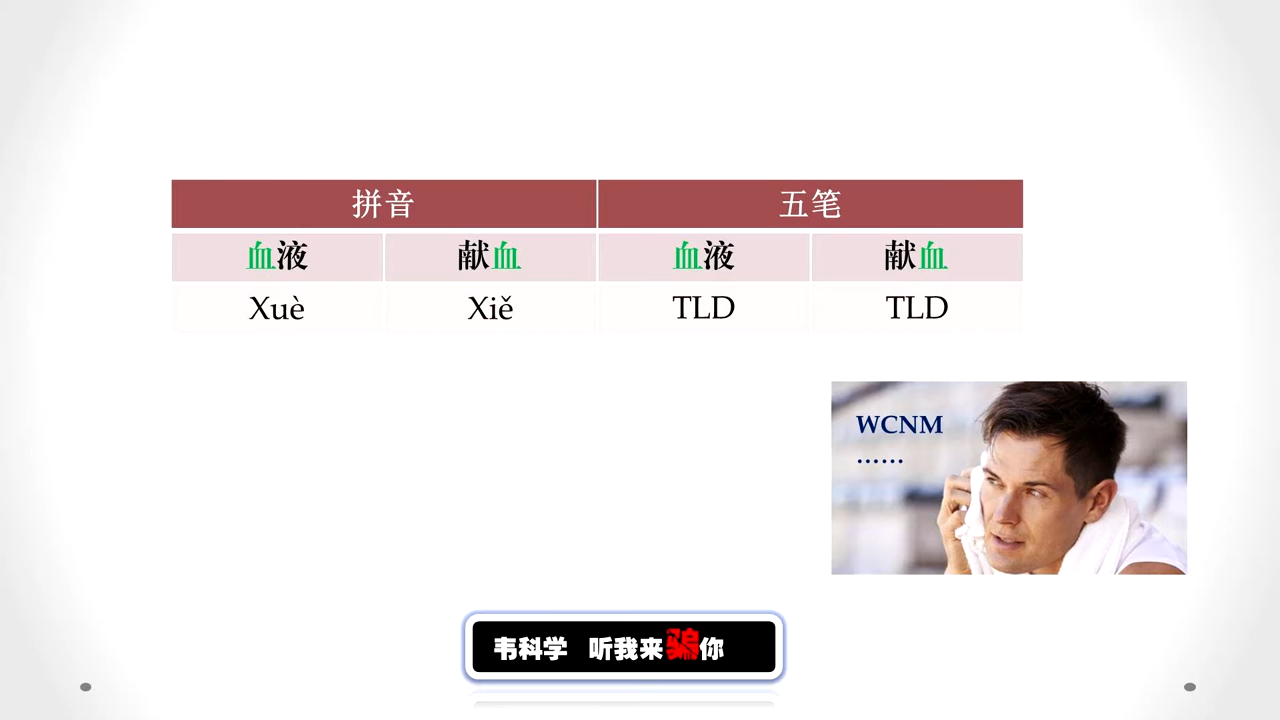 拼音 五笔
血液 献血 血液 献血
Xuè Xiě TLD TLD
WCNM
······
韦科学 听我来骗你